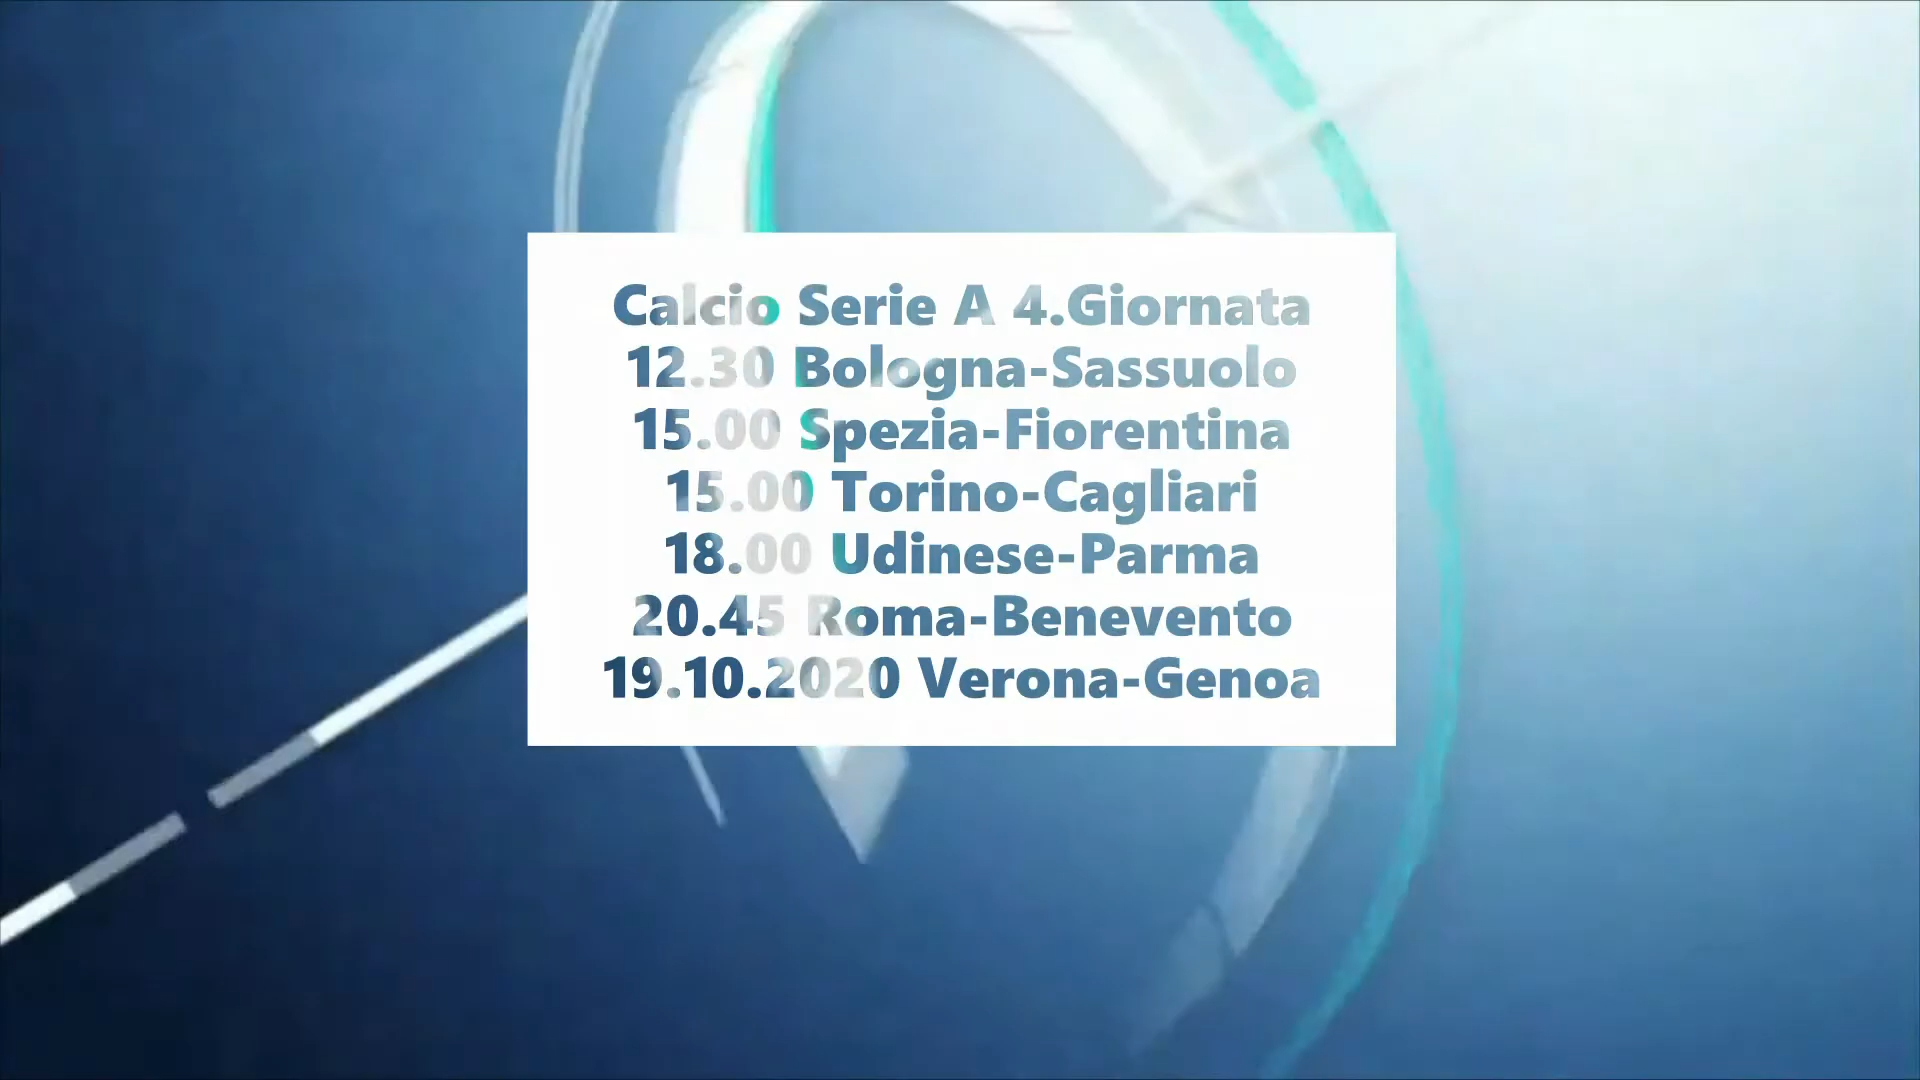 Calcio Serie A 4.Giornata
12.30 Bologna-Sassuolo
15.00 Spezia-Fiorentina
15.00 Torino-Cagliari
18.00 Udinese-Parma
20.45 Roma-Benevento
19.10.2020 Verona-Genoa